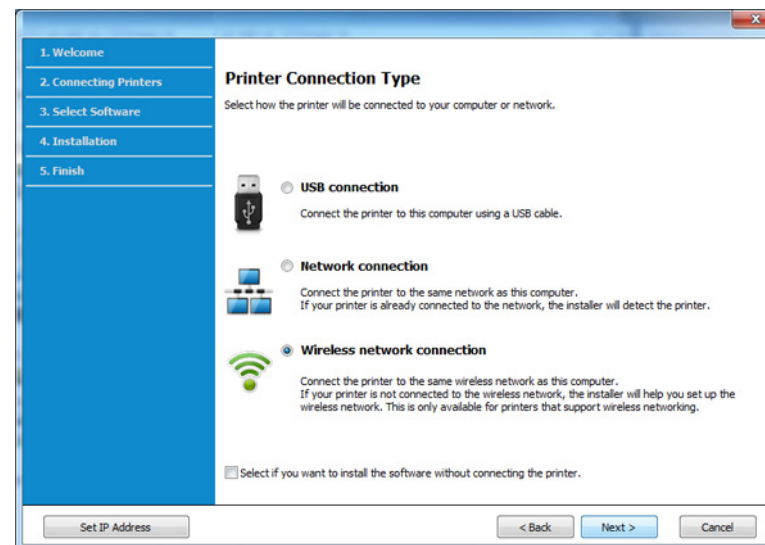 1. Welcome
2. Connecting Printers
3. Select Software
4. Installation
5. Finish
Printer Connection Type
Select how the printer will be connected to your computer or network.
USB connection
Connect the printer to this computer using a USB cable.
Network connection
Connect the printer to the same network as this computer.
If your printer is already connected to the network, the installer will detect the printer.
Wireless network connection
Connect the printer to the same wireless network as this computer.
If your printer is not connected to the wireless network, the installer will help you set up the
wireless network. This is only available for printers that support wireless networking.
Select if you want to install the software without connecting the printer.
Set IP Address
< Back
Next >
Cancel